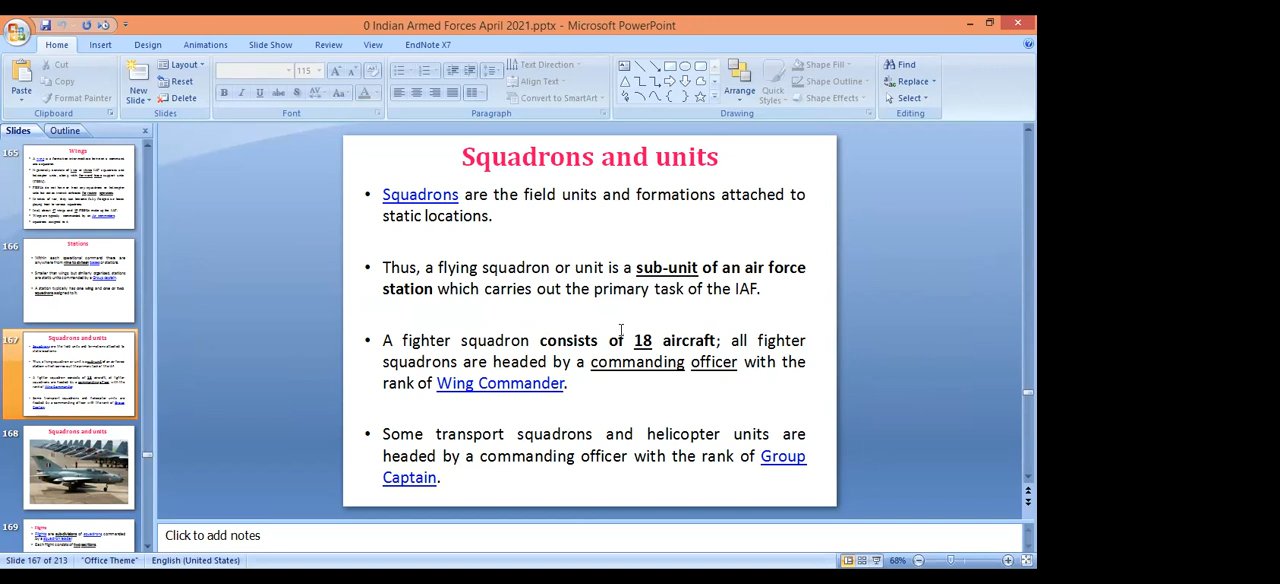 0 Indian Armed Forces April 2021.pptx - Microsoft PowerPoint
Home Insert Design Animations Slide Show Review View EndNote X7
Paste
Cut
Copy
Format Painter
Clipboard
New Slide
Layout
Reset
Delete
Slides
115
B I U abc S AV Aa A
Font
Text Direction
Align Text
Convert to SmartArt
Paragraph
Arrange
Quick Styles
Shape Fill
Shape Outline
Shape Effects
Drawing
Find
Replace
Select
Editing
Slides Outline
165
Wings
166
Stations
167
Squadrons and units
168
Squadrons and units
169
Flights
Squadrons and units
• Squadrons are the field units and formations attached to
static locations.
• Thus, a flying squadron or unit is a sub-unit of an air force
station which carries out the primary task of the IAF.
• A fighter squadron consists of 18 aircraft; all fighter
squadrons are headed by a commanding officer with the
rank of Wing Commander.
• Some transport squadrons and helicopter units are
headed by a commanding officer with the rank of Group
Captain.
Click to add notes
Slide 167 of 213 "Office Theme" English (United States) 68%